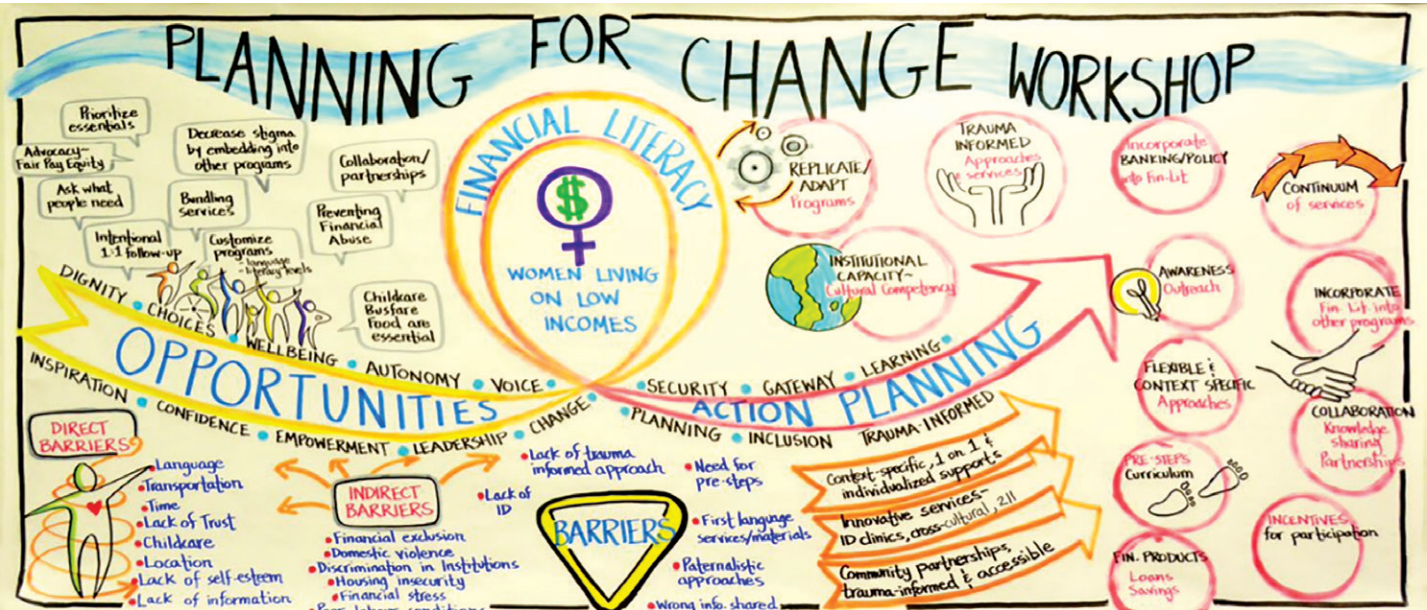 PLANNING FOR CHANGE WORKSHOP
Prioritize
essentials
Advocacy~
Fair Pay Equity
Ask what
people need
Intentional
1:1 follow-up
Decrease stigma
by embedding into
other programs
Bundling
services
Customize
programs
- language
- literacy levels
Collaboration/
partnerships
Preventing
Financial
Abuse
Childcare
Busfare
Food are
essential
FINANCIAL LITERACY
$
WOMEN LIVING
ON LOW
INCOMES
DIGNITY • CHOICES • WELLBEING • AUTONOMY • VOICE •
OPPORTUNITIES
INSPIRATION • CONFIDENCE • EMPOWERMENT • LEADERSHIP • CHANGE •
• SECURITY • GATEWAY • LEARNING •
ACTION PLANNING
• PLANNING • INCLUSION
REPLICATE/
ADAPT
Programs
TRAUMA
INFORMED
Approaches
services
INSTITUTIONAL
CAPACITY~
Cultural Competency
Incorporate
BANKING/POLICY
into Fin-Lit
CONTINUUM
of services
AWARENESS
Outreach
INCORPORATE
Fin. Lit. into
other programs
FLEXIBLE &
CONTEXT SPECIFIC
Approaches
COLLABORATION
Knowledge
sharing
Partnerships
PRE-STEPS
Curriculum
INCENTIVES
for participation
FIN. PRODUCTS
Loans
Savings
DIRECT
BARRIERS
• Language
• Transportation
• Time
• Lack of Trust
• Childcare
• Location
• Lack of self-esteem
• Lack of information
INDIRECT
BARRIERS
• Financial exclusion
• Domestic violence
• Discrimination in Institutions
• Housing insecurity
• Financial stress
BARRIERS
• Lack of trauma
informed approach
• Lack of
ID
• Need for
pre-steps
• First language
services/materials
• Paternalistic
approaches
• Wrong info. shared
TRAUMA-INFORMED
Context-specific, 1 on 1 &
individualized supports
Innovative services-
ID clinics, cross-cultural, 211
Community partnerships,
trauma-informed & accessible